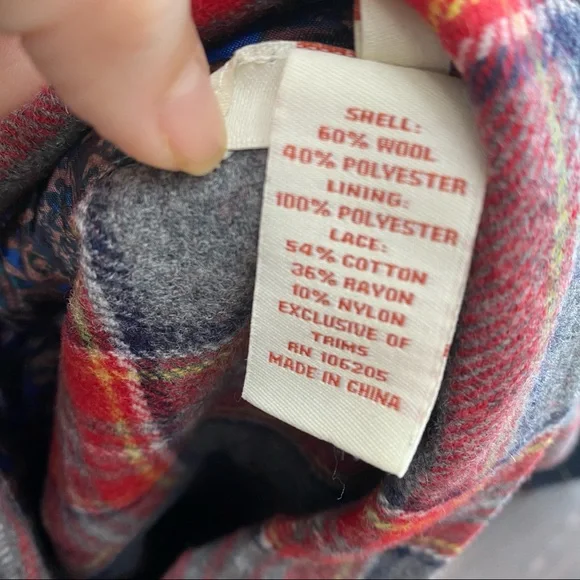 SHELL:
60% WOOL
40% POLYESTER
LINING:
100% POLYESTER
LACE:
54% COTTON
36% RAYON
10% NYLON
EXCLUSIVE OF
TRIMS
RN 106205
MADE IN CHINA